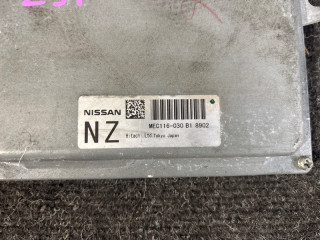 NISSAN
NZ
MEC116-030 B1 8902
Hitachi, Ltd. Tokyo Japan